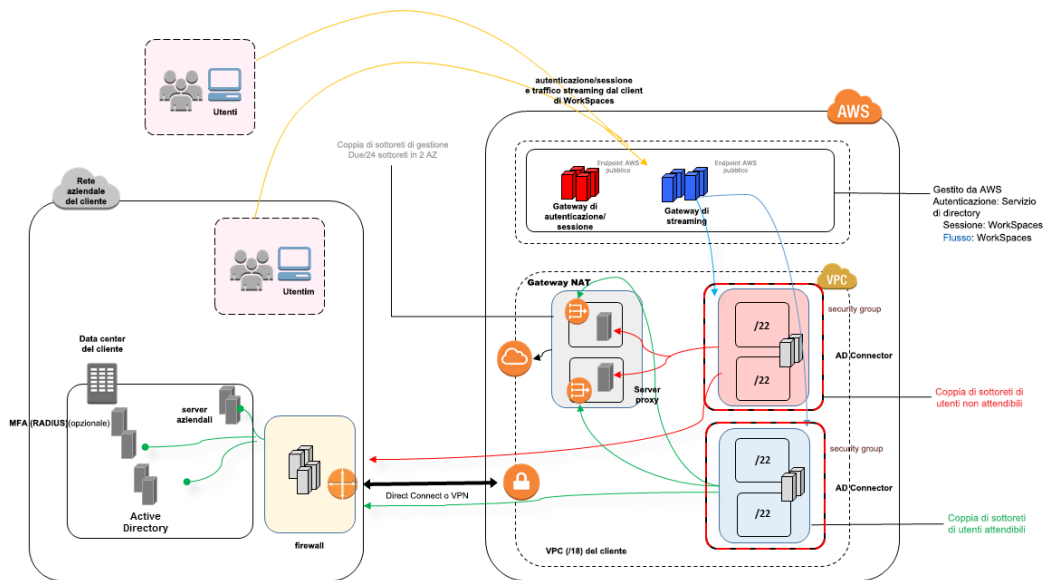 Utenti
autenticazione/sessione
e traffico streaming dal client
di WorkSpaces
AWS
Coppia di sottoreti di gestione
Due/24 sottoreti in 2 AZ
Endpoint AWS
pubblico
Endpoint AWS
pubblico
Gateway di
autenticazione/
sessione
Gateway di
streaming
Gestito da AWS
Autenticazione: Servizio
di directory
Sessione: WorkSpaces
Flusso: WorkSpaces
Rete
aziendale
del cliente
Utentim
Gateway NAT
VPC
/22
/22
security group
AD Connector
Server
proxy
Coppia di sottoreti di
utenti non attendibili
Data center
del cliente
MFA (RADIUS)(opzionale)
server
aziendali
Active
Directory
firewall
Direct Connect o VPN
/22
/22
security group
AD Connector
Coppia di sottoreti
di utenti attendibili
VPC (/18) del cliente